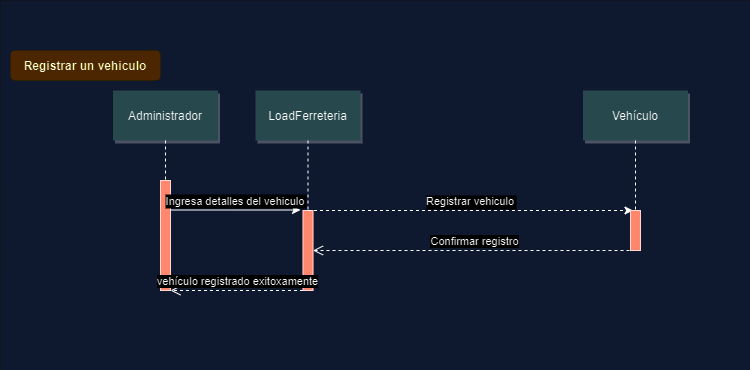 Registrar un vehiculo
Administrador
LoadFerreteria
Vehículo
Ingresa detalles del vehiculo
Registrar vehiculo
Confirmar registro
vehículo registrado exitoxamente